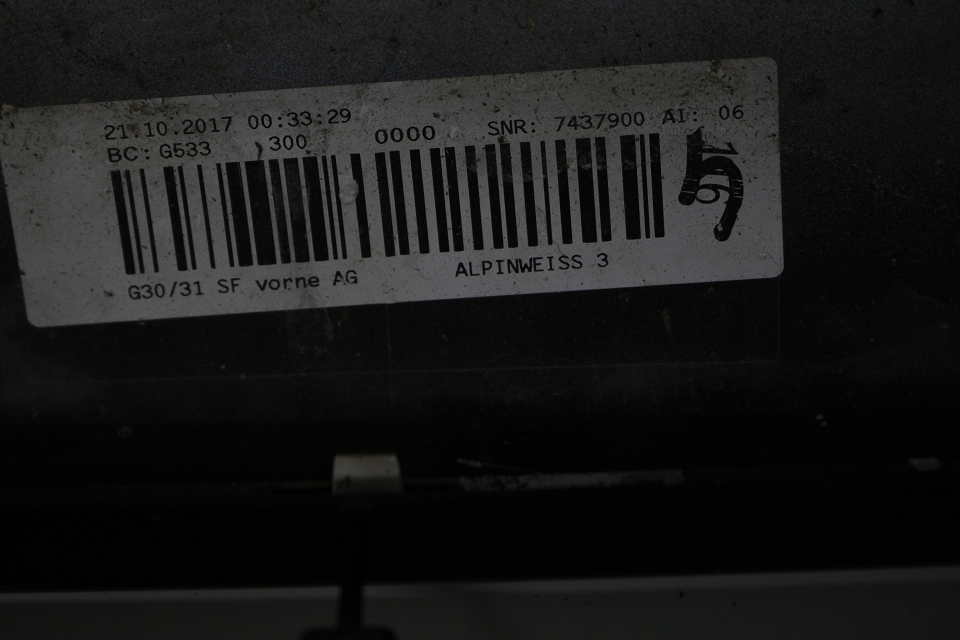 21.10.2017 00:33:29
BC: G533 300 0000 SNR: 7437900 AI: 06
G30/31 SF vorne AG ALPINWEISS 3